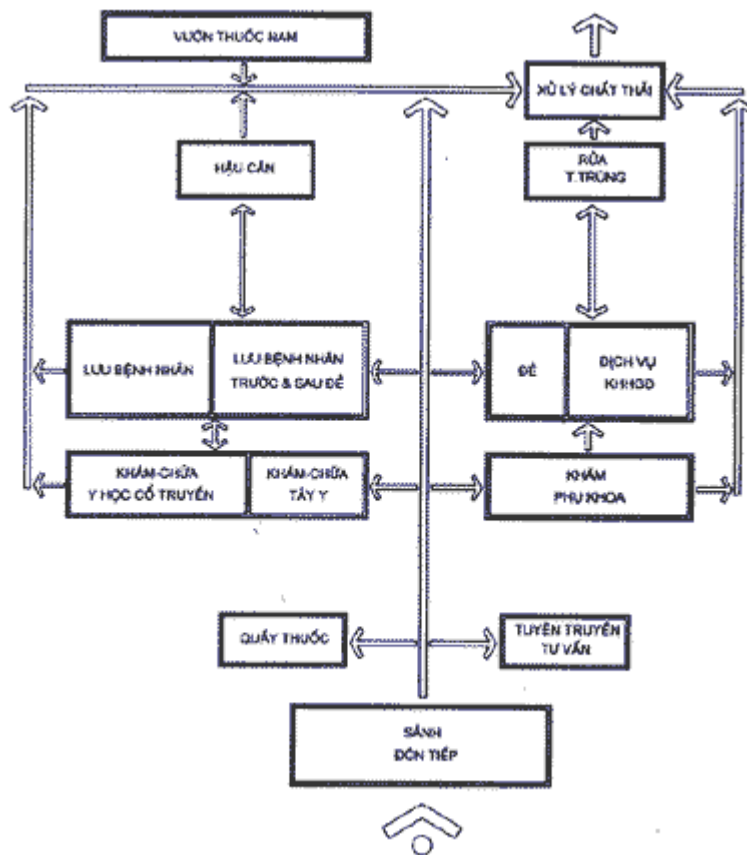 VƯỜN THUỐC NAM
XỬ LÝ CHẤT THẢI
HẬU CẦN
RỬA
T.TRÙNG
LƯU BỆNH NHÂN
LƯU BỆNH NHÂN
TRƯỚC & SAU ĐẺ
ĐẺ
DỊCH VỤ
KHHGĐ
KHÁM-CHỮA
Y HỌC CỔ TRUYỀN
KHÁM-CHỮA
TÂY Y
KHÁM
PHỤ KHOA
QUẦY THUỐC
TUYÊN TRUYỀN
TƯ VẤN
SẢNH
ĐÓN TIẾP